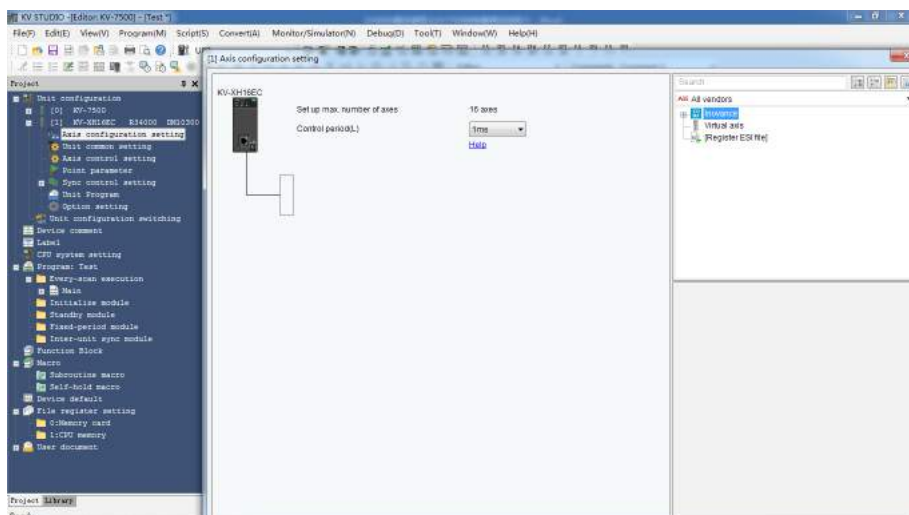 KV STUDIO -[Editor: KV-7500] - [Test *]
File(F) Edit(E) View(V) Program(M) Script(S) Convert(A) Monitor/Simulator(N) Debug(D) Tool(T) Window(W) Help(H)
[1] Axis configuration setting
Project
Unit configuration
[0] KV-7500
[1] KV-XH16EC R34000 DM10300
Axis configuration setting
Unit common setting
Axis control setting
Point parameter
Sync control setting
Unit Program
Option setting
Unit configuration switching
Device comment
Label
CPU system setting
Program: Test
Every-scan execution
Main
Initialize module
Standby module
Fixed-period module
Inter-unit sync module
Function Block
Macro
Subroutine macro
Self-hold macro
Device default
File register setting
0:Memory card
1:CPU memory
User document
Project Library
KV-XH16EC
Set up max. number of axes 16 axes
Control period(L) 1ms
Help
Search
All All vendors
Inovance
Virtual axis
[Register ESI file]